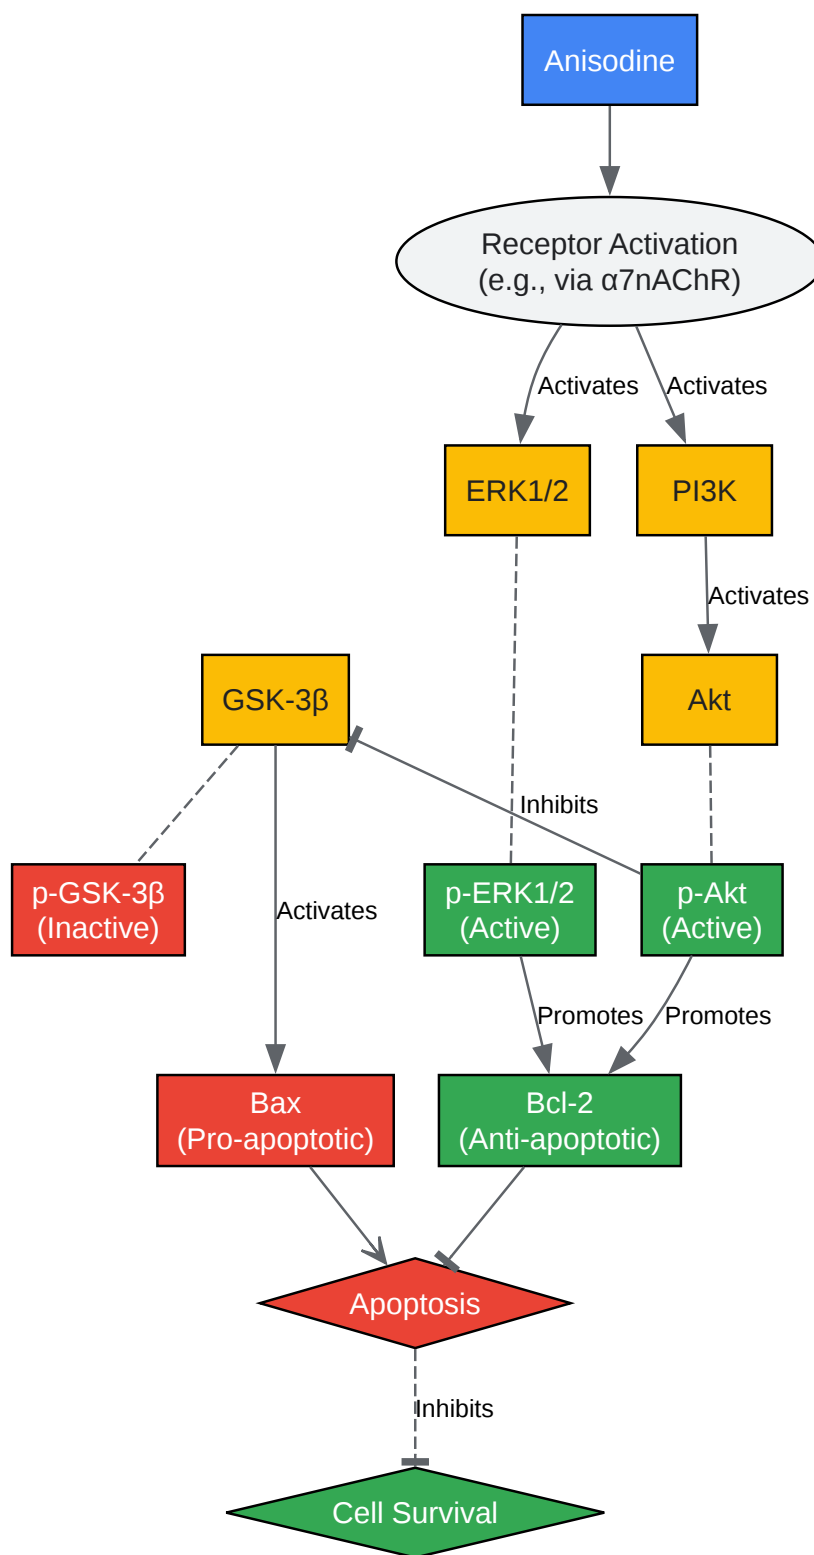 Anisodine
Receptor Activation
(e.g., via α7nAChR)
Activates
Activates
ERK1/2
PI3K
Activates
GSK-3β
Akt
Inhibits
p-GSK-3β
(Inactive)
Activates
p-ERK1/2
(Active)
p-Akt
(Active)
Promotes
Promotes
Bax
(Pro-apoptotic)
Bcl-2
(Anti-apoptotic)
Apoptosis
Inhibits
Cell Survival